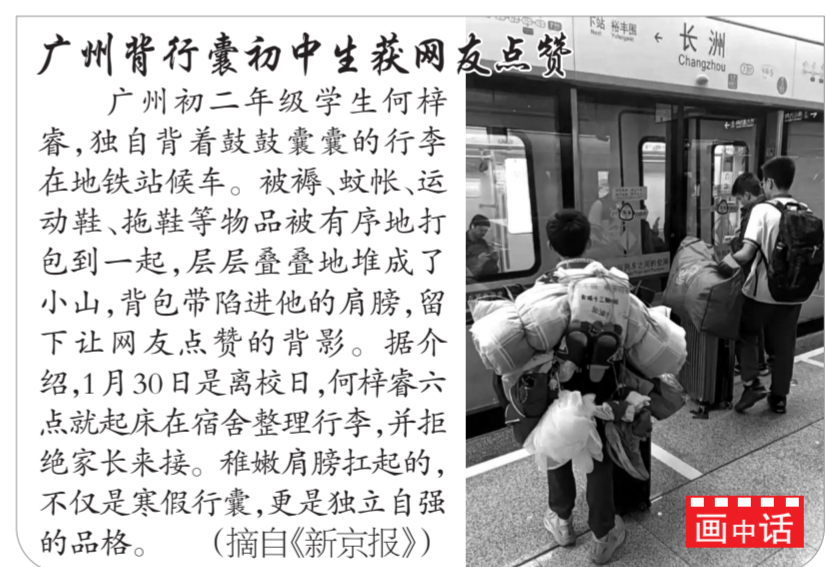 广州背行囊初中生获网友点赞
广州初二年级学生何梓
睿,独自背着鼓鼓囊囊的行李
在地铁站候车。被褥、蚊帐、运
动鞋、拖鞋等物品被有序地打
包到一起,层层叠叠地堆成了
小山,背包带陷进他的肩膀,留
下让网友点赞的背影。据介
绍,1月30日是离校日,何梓睿六
点就起床在宿舍整理行李,并拒
绝家长来接。稚嫩肩膀扛起的,
不仅是寒假行囊,更是独立自强
的品格。 (摘自《新京报》)
下站 裕丰围
Next Yufengwei
← 长洲
Changzhou
画中话